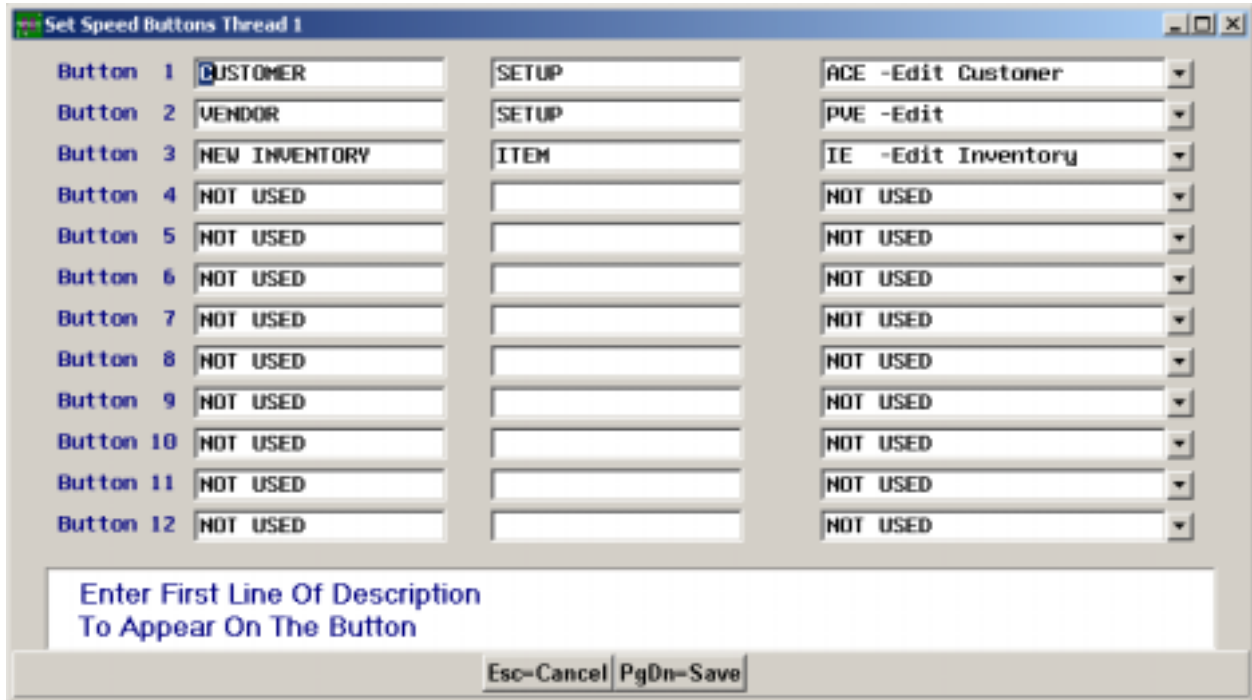 Set Speed Buttons Thread 1
Button 1 CUSTOMER SETUP ACE -Edit Customer
Button 2 VENDOR SETUP PVE -Edit
Button 3 NEW INVENTORY ITEM IE -Edit Inventory
Button 4 NOT USED NOT USED
Button 5 NOT USED NOT USED
Button 6 NOT USED NOT USED
Button 7 NOT USED NOT USED
Button 8 NOT USED NOT USED
Button 9 NOT USED NOT USED
Button 10 NOT USED NOT USED
Button 11 NOT USED NOT USED
Button 12 NOT USED NOT USED
Enter First Line Of Description
To Appear On The Button
Esc=Cancel PgDn=Save